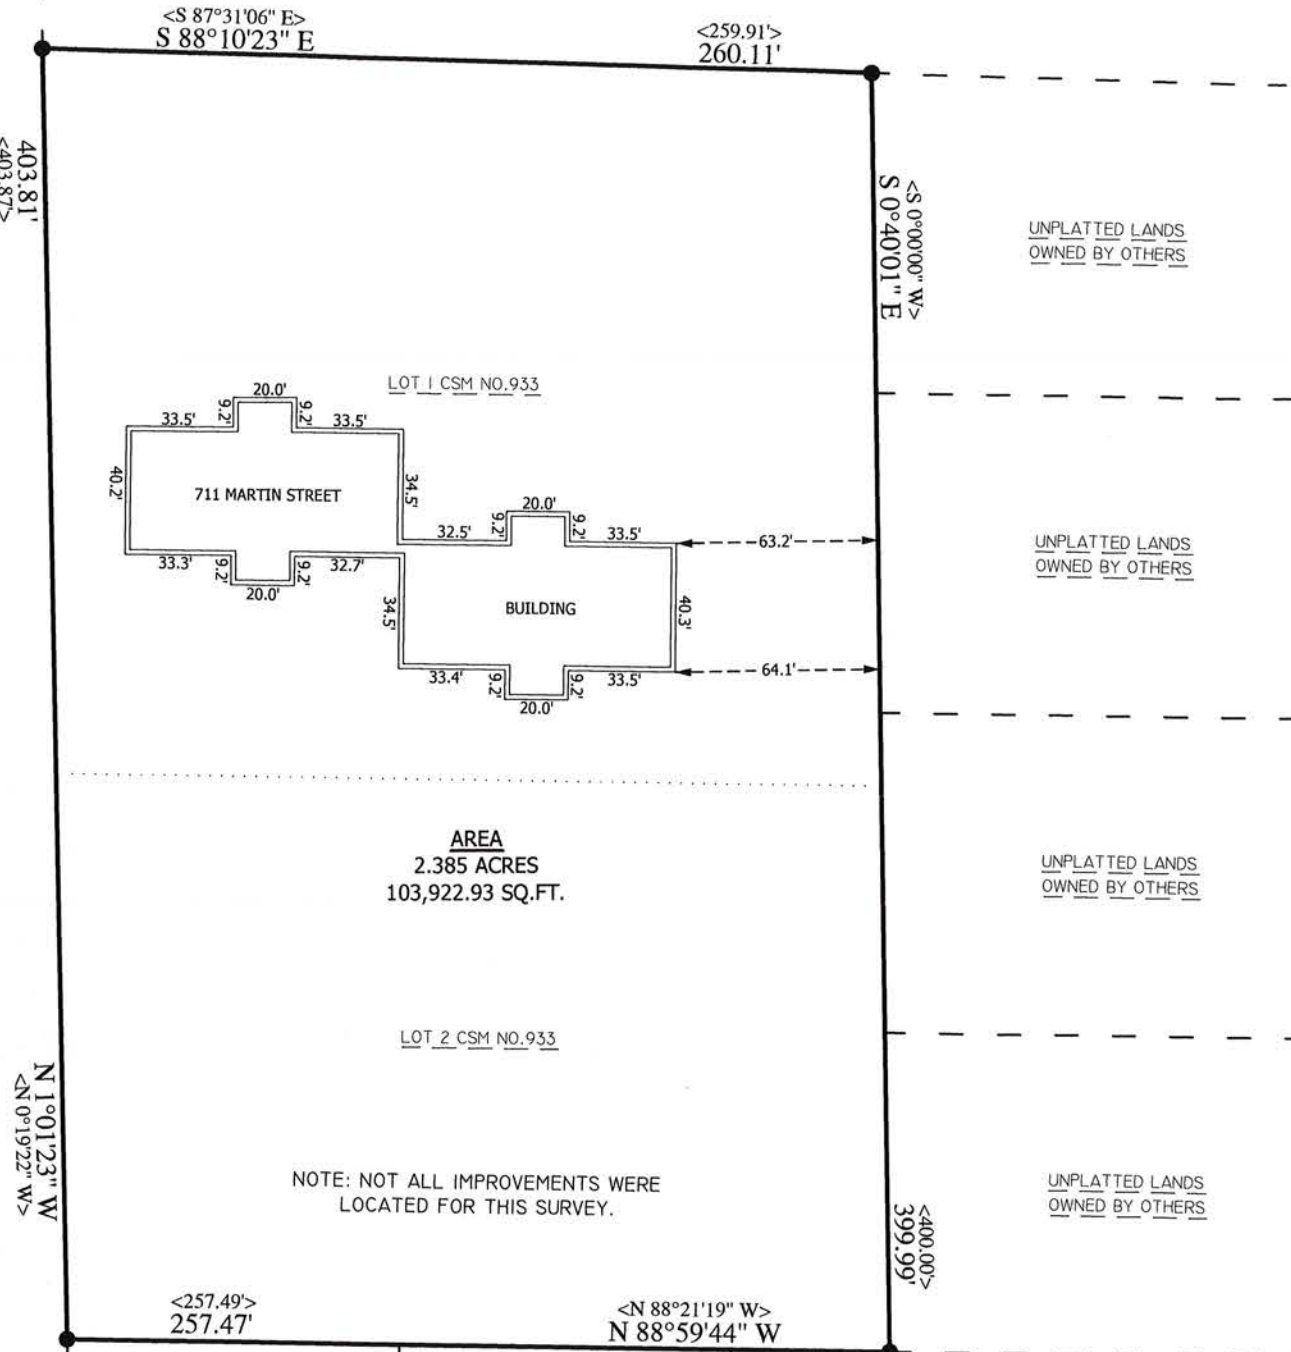 <S 87°31'06" E>
S 88°10'23" E
<259.91'>
260.11'
403.81'
<403.87'>
<S 0°00'00" W>
S 0°40'01" E
UNPLATTED LANDS
OWNED BY OTHERS
LOT 1 CSM NO.933
20.0'
9.2'
9.2'
33.5'
33.5'
40.2'
711 MARTIN STREET
34.5'
20.0'
32.5'
9.2'
9.2'
33.5'
63.2'
UNPLATTED LANDS
OWNED BY OTHERS
33.3'
9.2'
9.2'
32.7'
20.0'
34.5'
BUILDING
40.3'
33.4'
9.2'
9.2'
33.5'
64.1'
20.0'
AREA
2.385 ACRES
103,922.93 SQ.FT.
UNPLATTED LANDS
OWNED BY OTHERS
LOT 2 CSM NO.933
N 1°01'23" W
<N 0°19'22" W>
NOTE: NOT ALL IMPROVEMENTS WERE
LOCATED FOR THIS SURVEY.
UNPLATTED LANDS
OWNED BY OTHERS
<400.00'>
399.99'
<257.49'>
257.47'
<N 88°21'19" W>
N 88°59'44" W